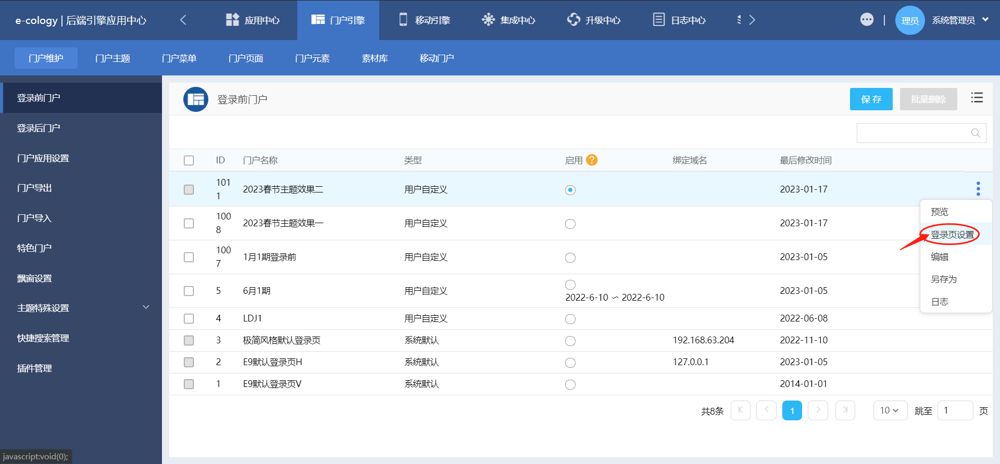 e-cology | 后端引擎应用中心
应用中心
门户引擎
移动引擎
集成中心
升级中心
日志中心
理员
系统管理员
门户维护
门户主题
门户菜单
门户页面
门户元素
素材库
移动门户
登录前门户
登录后门户
门户应用设置
门户导出
门户导入
特色门户
飘窗设置
主题特殊设置
快捷搜索管理
插件管理
登录前门户
保 存
批量删除
ID 门户名称 类型 启用 ? 绑定域名 最后修改时间
1011 2023春节主题效果二 用户自定义 2023-01-17
1008 2023春节主题效果一 用户自定义 2023-01-17
1007 1月1期登录前 用户自定义 2023-01-05
5 6月1期 用户自定义 2022-6-10 ~ 2022-6-10 2023-01-05
4 LDJ1 用户自定义 2022-06-08
3 极简风格默认登录页 系统默认 192.168.63.204 2022-11-10
2 E9默认登录页H 系统默认 127.0.0.1 2023-01-05
1 E9默认登录页V 系统默认 2014-01-01
预览
登录页设置
编辑
另存为
日志
共8条 1 10 跳至 1 页
javascript:void(0);